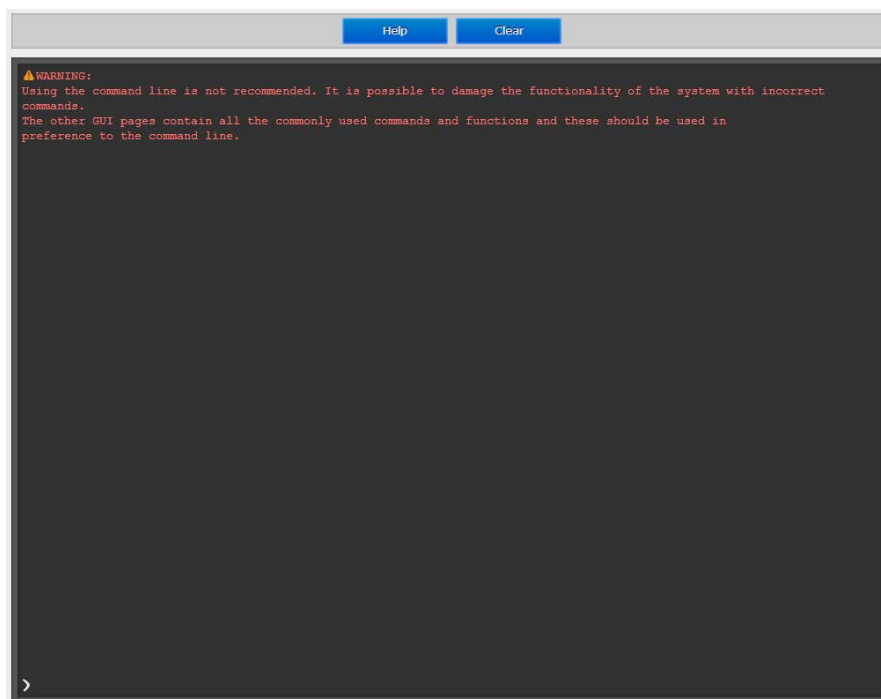 Help Clear
⚠WARNING:
Using the command line is not recommended. It is possible to damage the functionality of the system with incorrect
commands.
The other GUI pages contain all the commonly used commands and functions and these should be used in
preference to the command line.
❯